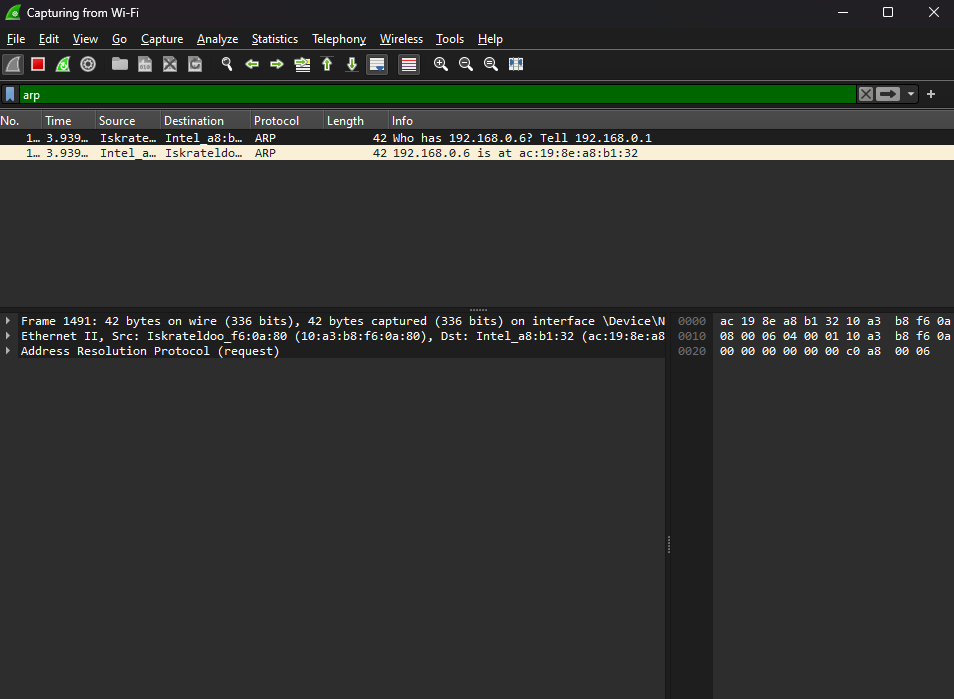 Capturing from Wi-Fi
File Edit View Go Capture Analyze Statistics Telephony Wireless Tools Help
arp
No. Time Source Destination Protocol Length Info
1… 3.939… Iskrate… Intel_a8:b… ARP 42 Who has 192.168.0.6? Tell 192.168.0.1
1… 3.939… Intel_a… Iskrateldo… ARP 42 192.168.0.6 is at ac:19:8e:a8:b1:32
Frame 1491: 42 bytes on wire (336 bits), 42 bytes captured (336 bits) on interface \Device\N
Ethernet II, Src: Iskrateldoo_f6:0a:80 (10:a3:b8:f6:0a:80), Dst: Intel_a8:b1:32 (ac:19:8e:a8
Address Resolution Protocol (request)
0000 ac 19 8e a8 b1 32 10 a3 b8 f6 0a
0010 08 00 06 04 00 01 10 a3 b8 f6 0a
0020 00 00 00 00 00 00 c0 a8 00 06